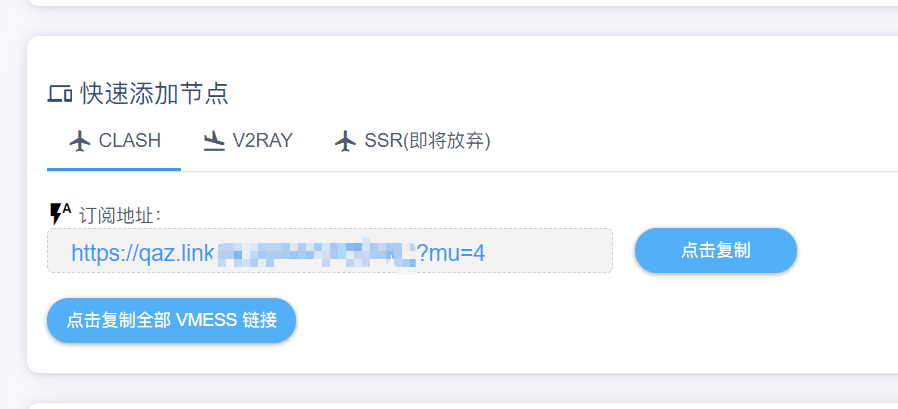 快速添加节点
CLASH V2RAY SSR(即将放弃)
订阅地址：
https://qaz.link ?mu=4 点击复制
点击复制全部 VMESS 链接